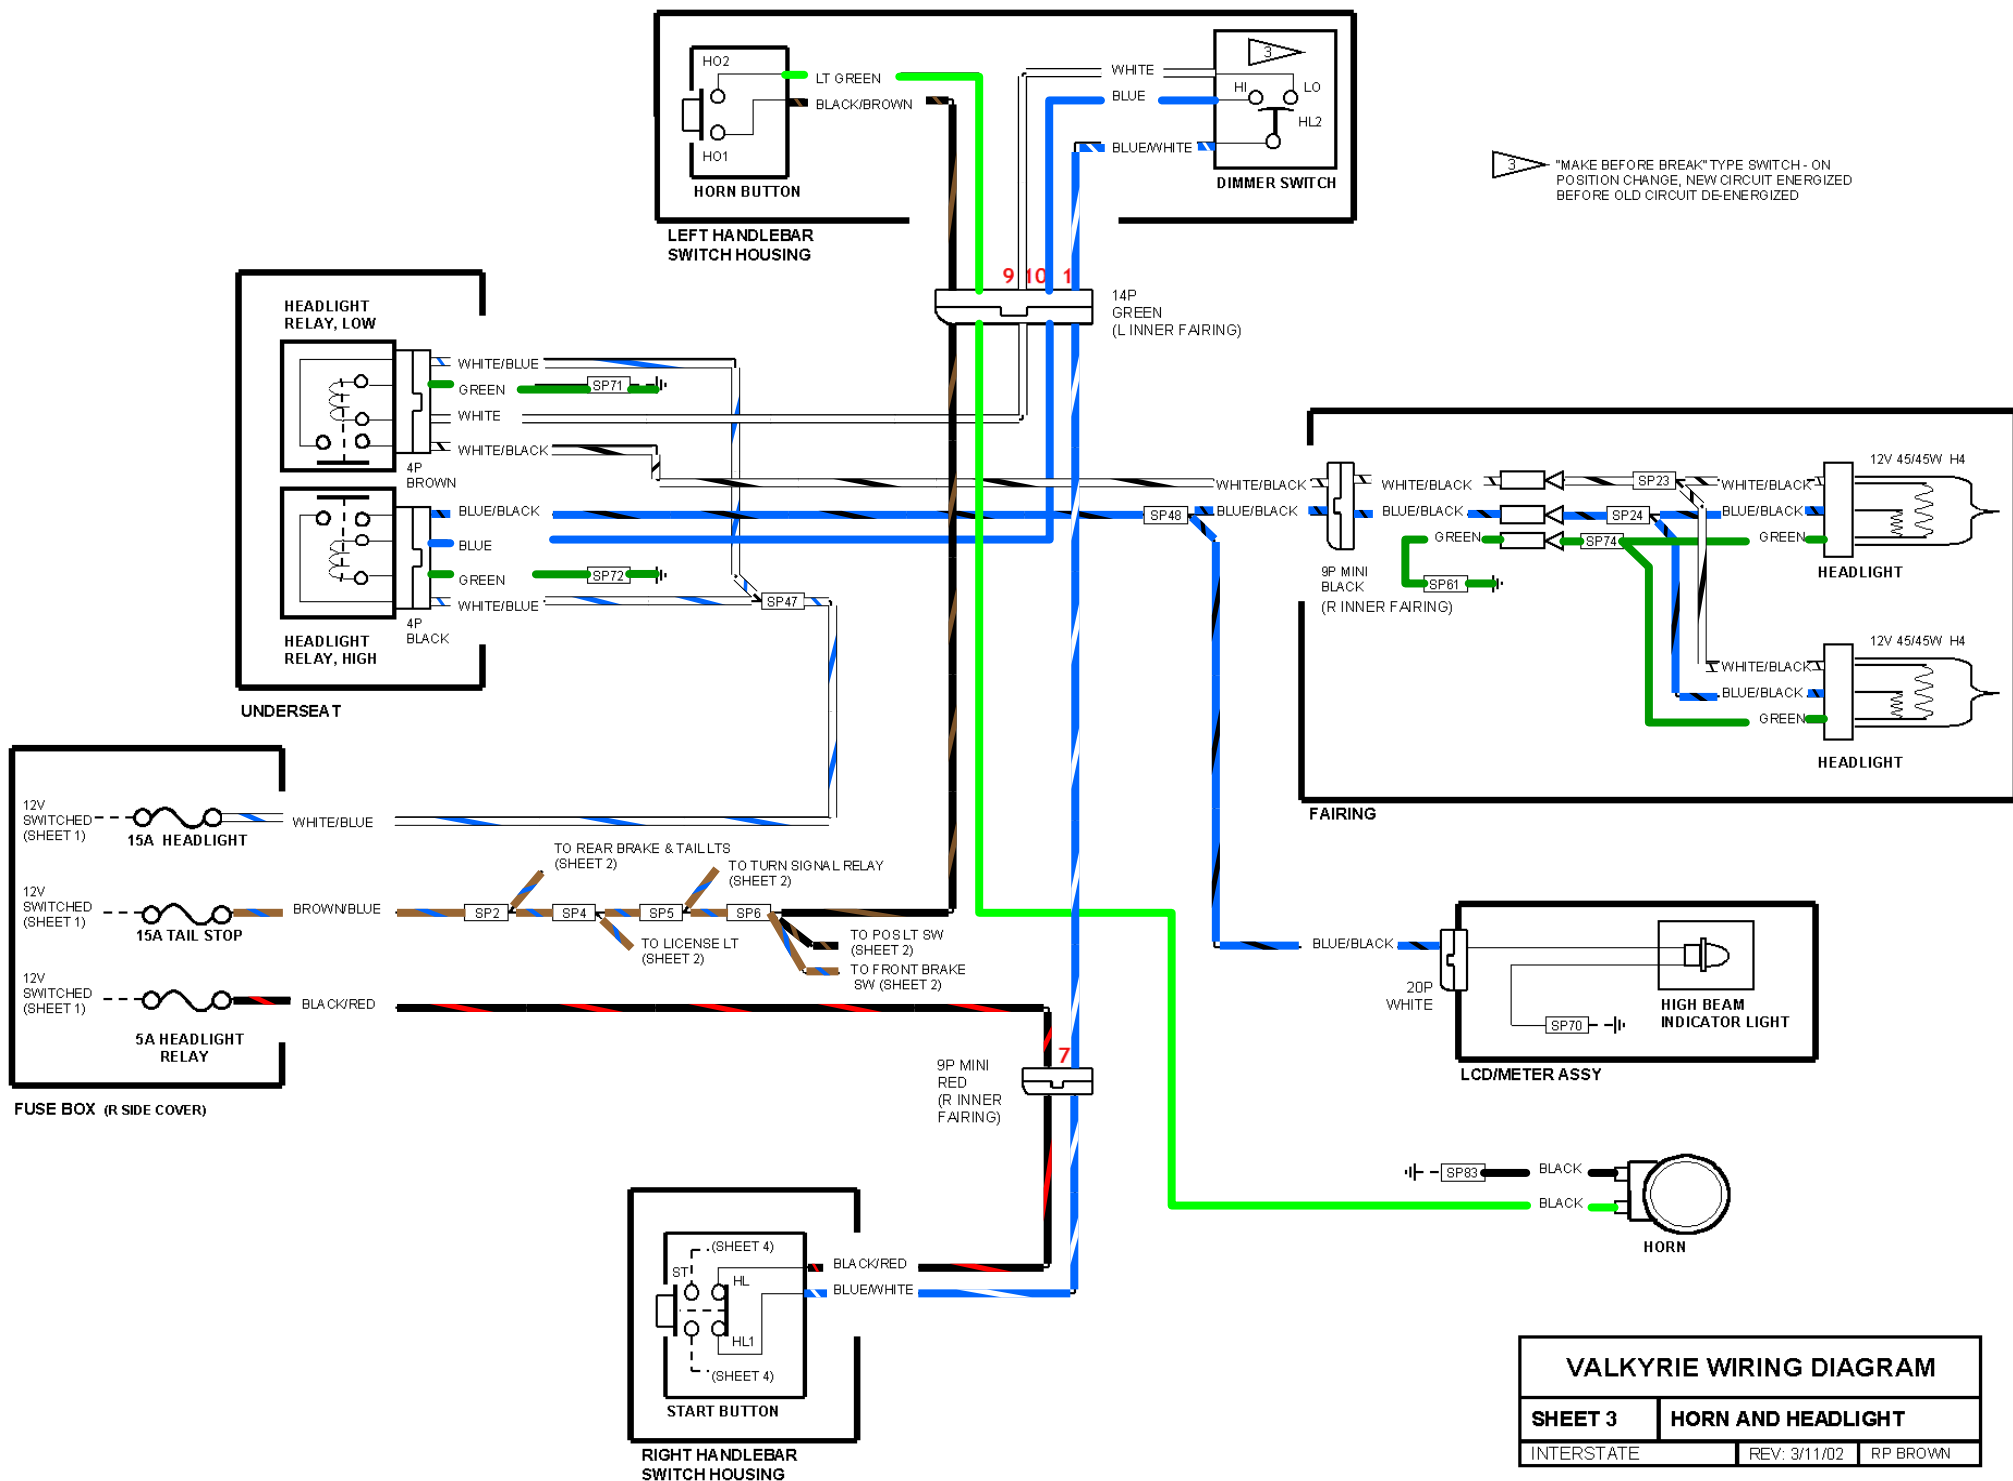 HO2
LT GREEN
BLACK/BROWN
HO1
HORN BUTTON
WHITE
BLUE
BLUE/WHITE
3
HI
LO
HL2
DIMMER SWITCH
LEFT HANDLEBAR
SWITCH HOUSING
3
"MAKE BEFORE BREAK" TYPE SWITCH - ON
POSITION CHANGE, NEW CIRCUIT ENERGIZED
BEFORE OLD CIRCUIT DE-ENERGIZED
9 10 1
14P
GREEN
(L INNER FAIRING)
HEADLIGHT
RELAY, LOW
WHITE/BLUE
GREEN
SP71
WHITE
WHITE/BLACK
4P
BROWN
BLUE/BLACK
BLUE
GREEN
SP72
WHITE/BLUE
SP47
4P
BLACK
HEADLIGHT
RELAY, HIGH
UNDERSEAT
SP48
WHITE/BLACK
BLUE/BLACK
WHITE/BLACK
BLUE/BLACK
GREEN
SP61
9P MINI
BLACK
(R INNER FAIRING)
SP23
SP24
SP74
12V 45/45W H4
WHITE/BLACK
BLUE/BLACK
GREEN
HEADLIGHT
12V 45/45W H4
WHITE/BLACK
BLUE/BLACK
GREEN
HEADLIGHT
FAIRING
12V
SWITCHED
(SHEET 1)
15A HEADLIGHT
WHITE/BLUE
12V
SWITCHED
(SHEET 1)
15A TAIL STOP
BROWN/BLUE
SP2
SP4
SP5
SP6
TO REAR BRAKE & TAIL LTS
(SHEET 2)
TO TURN SIGNAL RELAY
(SHEET 2)
TO LICENSE LT
(SHEET 2)
TO POS LT SW
(SHEET 2)
TO FRONT BRAKE
SW (SHEET 2)
12V
SWITCHED
(SHEET 1)
5A HEADLIGHT
RELAY
BLACK/RED
FUSE BOX (R SIDE COVER)
7
9P MINI
RED
(R INNER
FAIRING)
BLUE/BLACK
20P
WHITE
HIGH BEAM
INDICATOR LIGHT
SP70
LCD/METER ASSY
SP83
BLACK
BLACK
HORN
(SHEET 4)
ST
HL
HL1
(SHEET 4)
BLACK/RED
BLUE/WHITE
START BUTTON
RIGHT HANDLEBAR
SWITCH HOUSING
VALKYRIE WIRING DIAGRAM
SHEET 3
HORN AND HEADLIGHT
INTERSTATE
REV: 3/11/02
RP BROWN